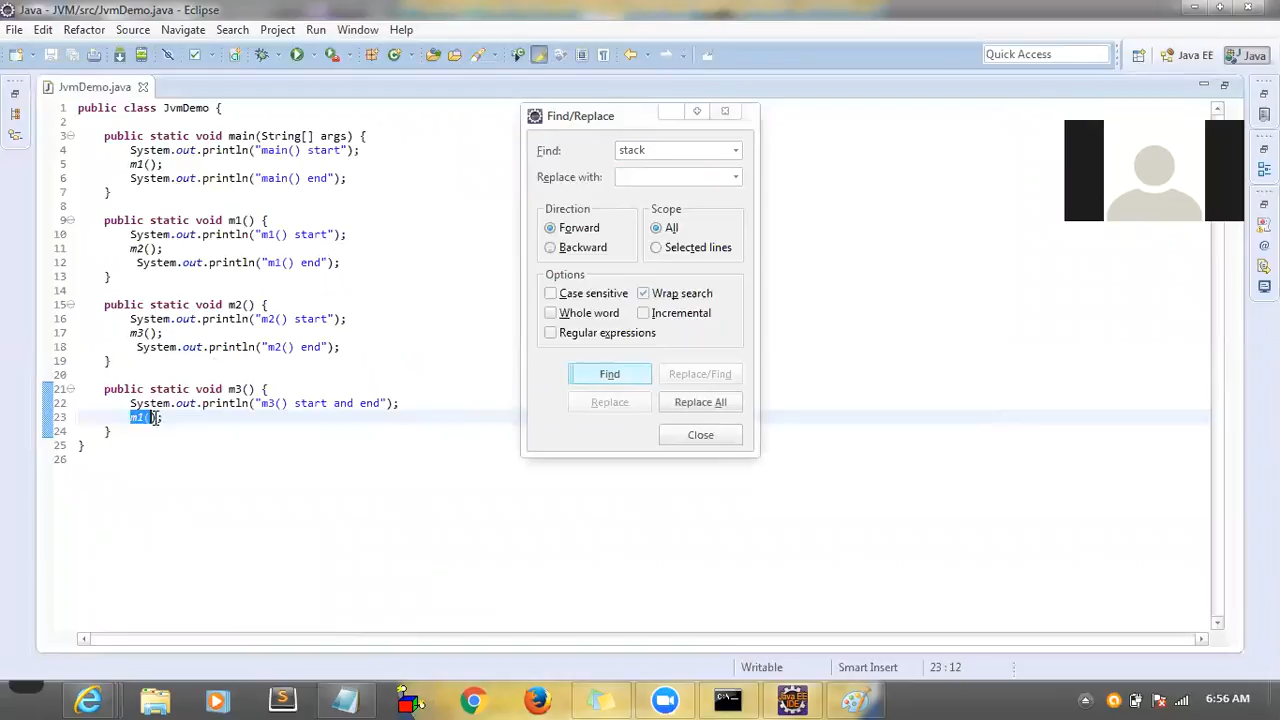 Java - JVM/src/JvmDemo.java - Eclipse
File Edit Refactor Source Navigate Search Project Run Window Help
Quick Access
Java EE
Java
JvmDemo.java
1 public class JvmDemo {
2
3 public static void main(String[] args) {
4 System.out.println("main() start");
5 m1();
6 System.out.println("main() end");
7 }
8
9 public static void m1() {
10 System.out.println("m1() start");
11 m2();
12 System.out.println("m1() end");
13 }
14
15 public static void m2() {
16 System.out.println("m2() start");
17 m3();
18 System.out.println("m2() end");
19 }
20
21 public static void m3() {
22 System.out.println("m3() start and end");
23 m1();
24 }
25 }
26
Find/Replace
Find: stack
Replace with:
Direction
Forward
Backward
Scope
All
Selected lines
Options
Case sensitive
Wrap search
Whole word
Incremental
Regular expressions
Find
Replace/Find
Replace
Replace All
Close
Writable
Smart Insert
23 : 12
Java EE
IDE
6:56 AM